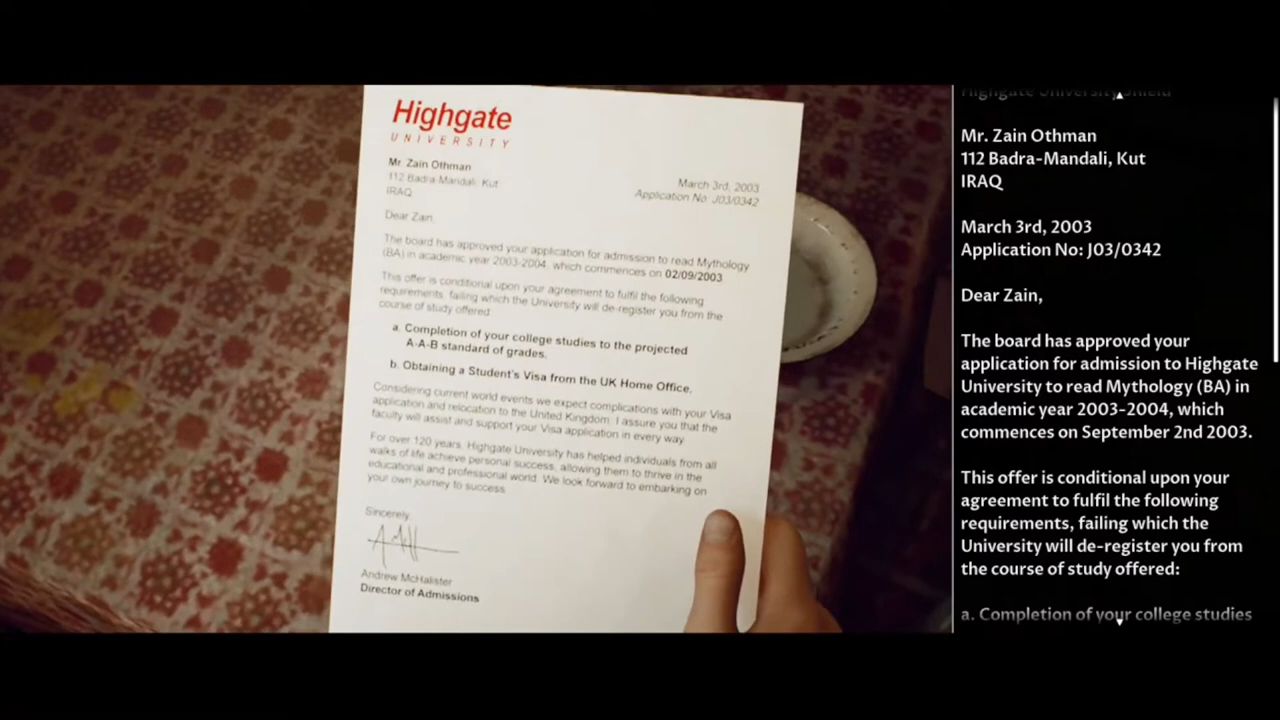 Highgate
UNIVERSITY
Mr. Zain Othman
112 Badra-Mandali, Kut
IRAQ
March 3rd, 2003
Application No: J03/0342
Dear Zain,
The board has approved your application for admission to read Mythology
(BA) in academic year 2003-2004, which commences on 02/09/2003
This offer is conditional upon your agreement to fulfil the following
requirements, failing which the University will de-register you from the
course of study offered:
a. Completion of your college studies to the projected
A-A-B standard of grades.
b. Obtaining a Student's Visa from the UK Home Office.
Considering current world events we expect complications with your Visa
application and relocation to the United Kingdom. I assure you that the
faculty will assist and support your Visa application in every way.
For over 120 years, Highgate University has helped individuals from all
walks of life achieve personal success, allowing them to thrive in the
educational and professional world. We look forward to embarking on
your own journey to success.
Sincerely,
Andrew McHalister
Director of Admissions
Highgate University Shield
Mr. Zain Othman
112 Badra-Mandali, Kut
IRAQ
March 3rd, 2003
Application No: J03/0342
Dear Zain,
The board has approved your
application for admission to Highgate
University to read Mythology (BA) in
academic year 2003-2004, which
commences on September 2nd 2003.
This offer is conditional upon your
agreement to fulfil the following
requirements, failing which the
University will de-register you from
the course of study offered:
a. Completion of your college studies